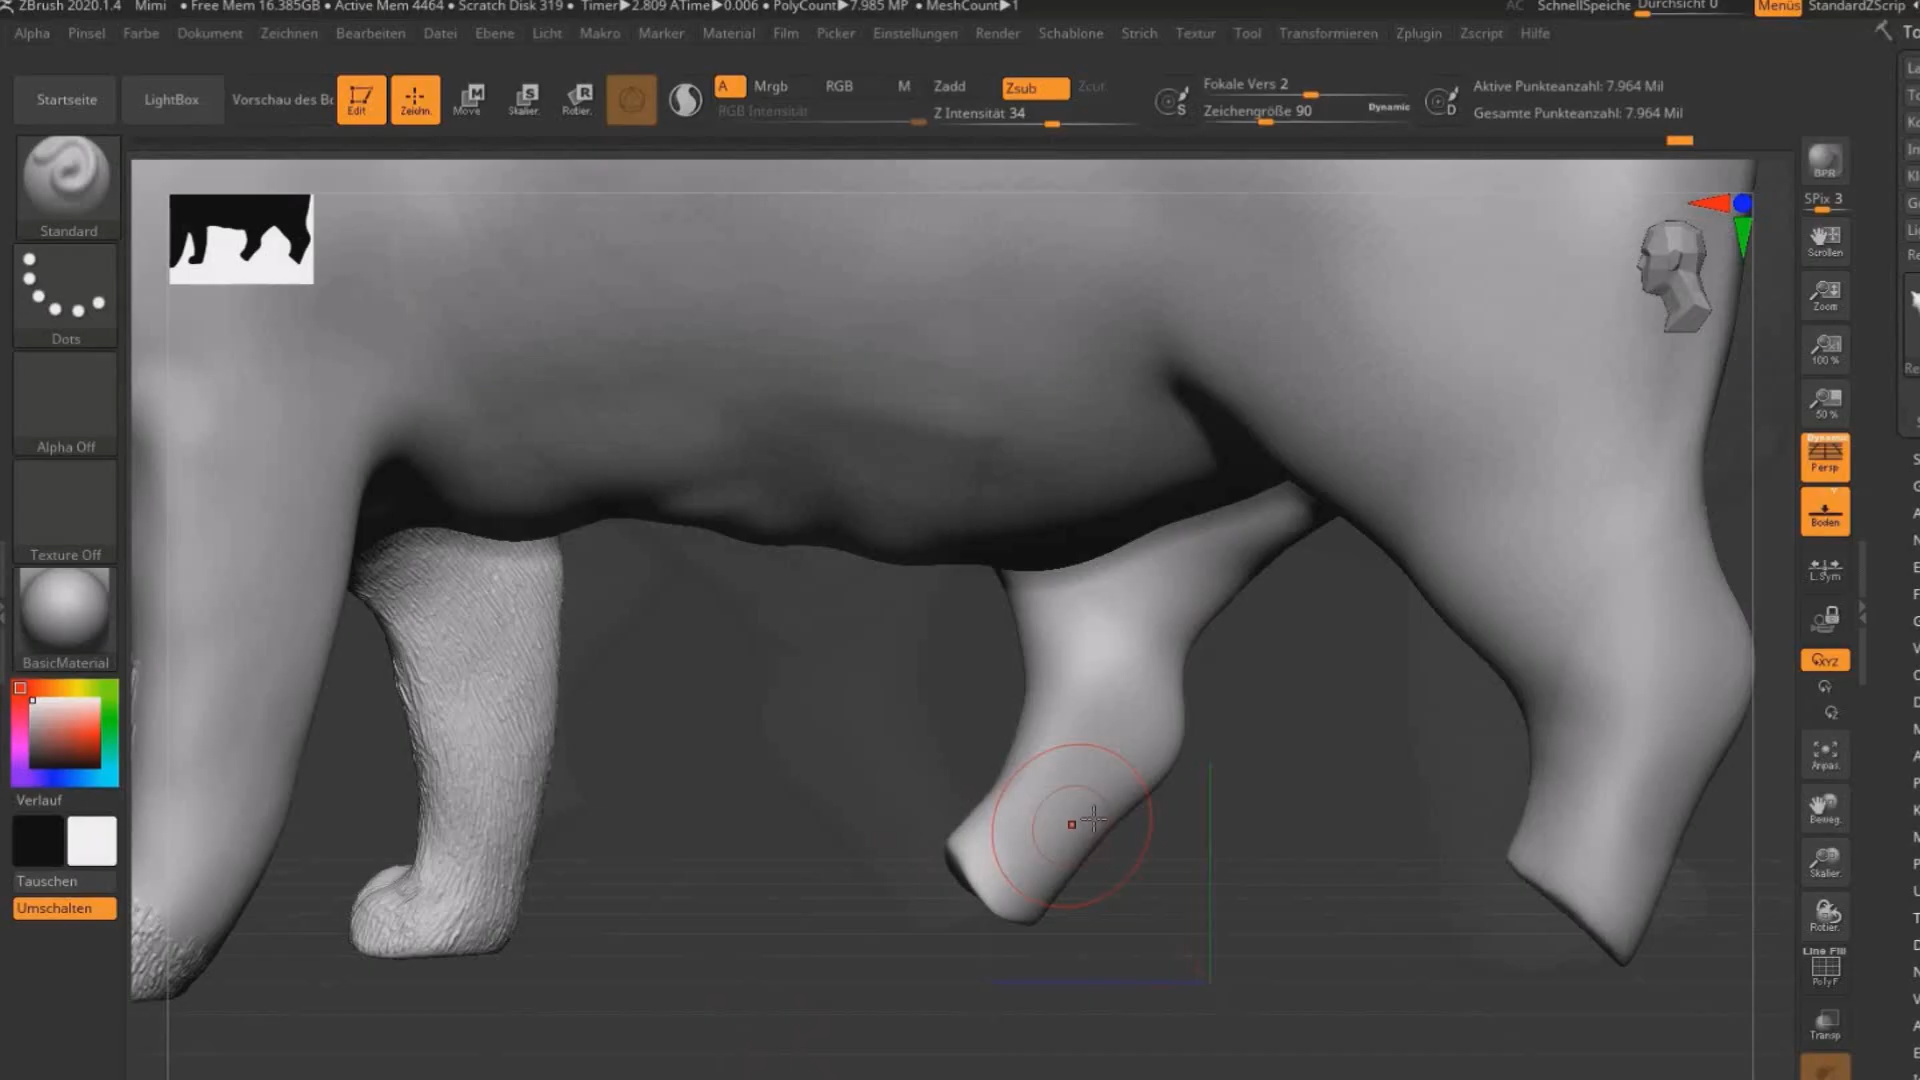 ZBrush 2020.1.4 Mimi • Free Mem 16.385GB • Active Mem 4464 • Scratch Disk 319 • Timer▶2.809 ATime▶0.006 • PolyCount▶7.985 MP • MeshCount▶1
AC SchnellSpeiche Durchsicht 0 Menüs StandardZScrip
Alpha Pinsel Farbe Dokument Zeichnen Bearbeiten Datei Ebene Licht Makro Marker Material Film Picker Einstellungen Render Schablone Strich Textur Tool Transformieren Zplugin Zscript Hilfe
Startseite LightBox Vorschau des Bo
Edit Zeichn. Move Skalier. Rotier.
A Mrgb RGB M Zadd Zsub Zcut
RGB Intensität Z Intensität 34
Fokale Vers 2
Zeichengröße 90 Dynamic
Aktive Punkteanzahl: 7.964 Mil
Gesamte Punkteanzahl: 7.964 Mil
Standard
Dots
Alpha Off
Texture Off
BasicMaterial
Verlauf
Tauschen
Umschalten
BPR
SPix 3
Scrollen
Zoom
100 %
50 %
Dynamic
Persp
Boden
L.Sym
XYZ
Y
Z
Anpas.
Beweg.
Skalier.
Rotier.
Line Fill
PolyF
Transp